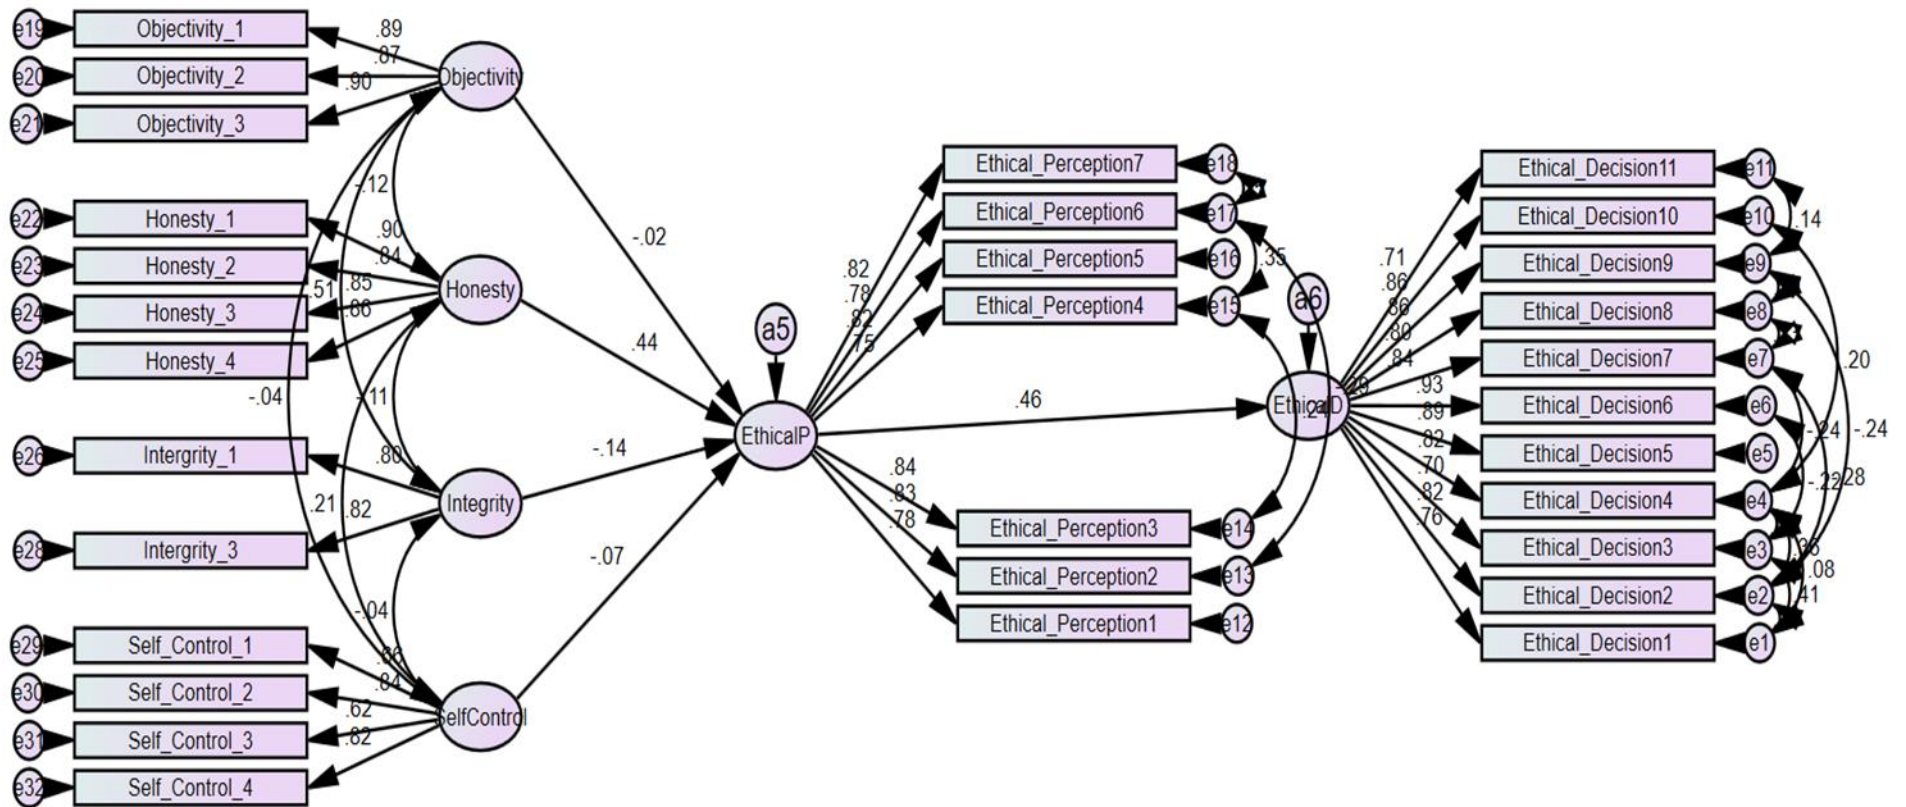 e19 Objectivity_1
e20 Objectivity_2
e21 Objectivity_3
.89
.87
.90
Objectivity
-.12
e22 Honesty_1
e23 Honesty_2
e24 Honesty_3
e25 Honesty_4
.90
.84
.85
.86
.51
Honesty
-.04
e26 Intergrity_1
e28 Intergrity_3
.80
.82
.21
Integrity
-.04
e29 Self_Control_1
e30 Self_Control_2
e31 Self_Control_3
e32 Self_Control_4
.84
.62
.82
SelfControl
-.02
.44
-.14
-.07
a5
EthicalP
.82
.78
.82
.75
Ethical_Perception7 e18
Ethical_Perception6 e17
Ethical_Perception5 e16
Ethical_Perception4 e15
.35
.46
.84
.83
.78
Ethical_Perception3 e14
Ethical_Perception2 e13
Ethical_Perception1 e12
a6
EthicalD
.71
.86
.86
.80
.84
.93
.89
.82
.70
.82
.76
Ethical_Decision11 e11
Ethical_Decision10 e10
Ethical_Decision9 e9
Ethical_Decision8 e8
Ethical_Decision7 e7
Ethical_Decision6 e6
Ethical_Decision5 e5
Ethical_Decision4 e4
Ethical_Decision3 e3
Ethical_Decision2 e2
Ethical_Decision1 e1
.14
.20
-.24
-.24
.08